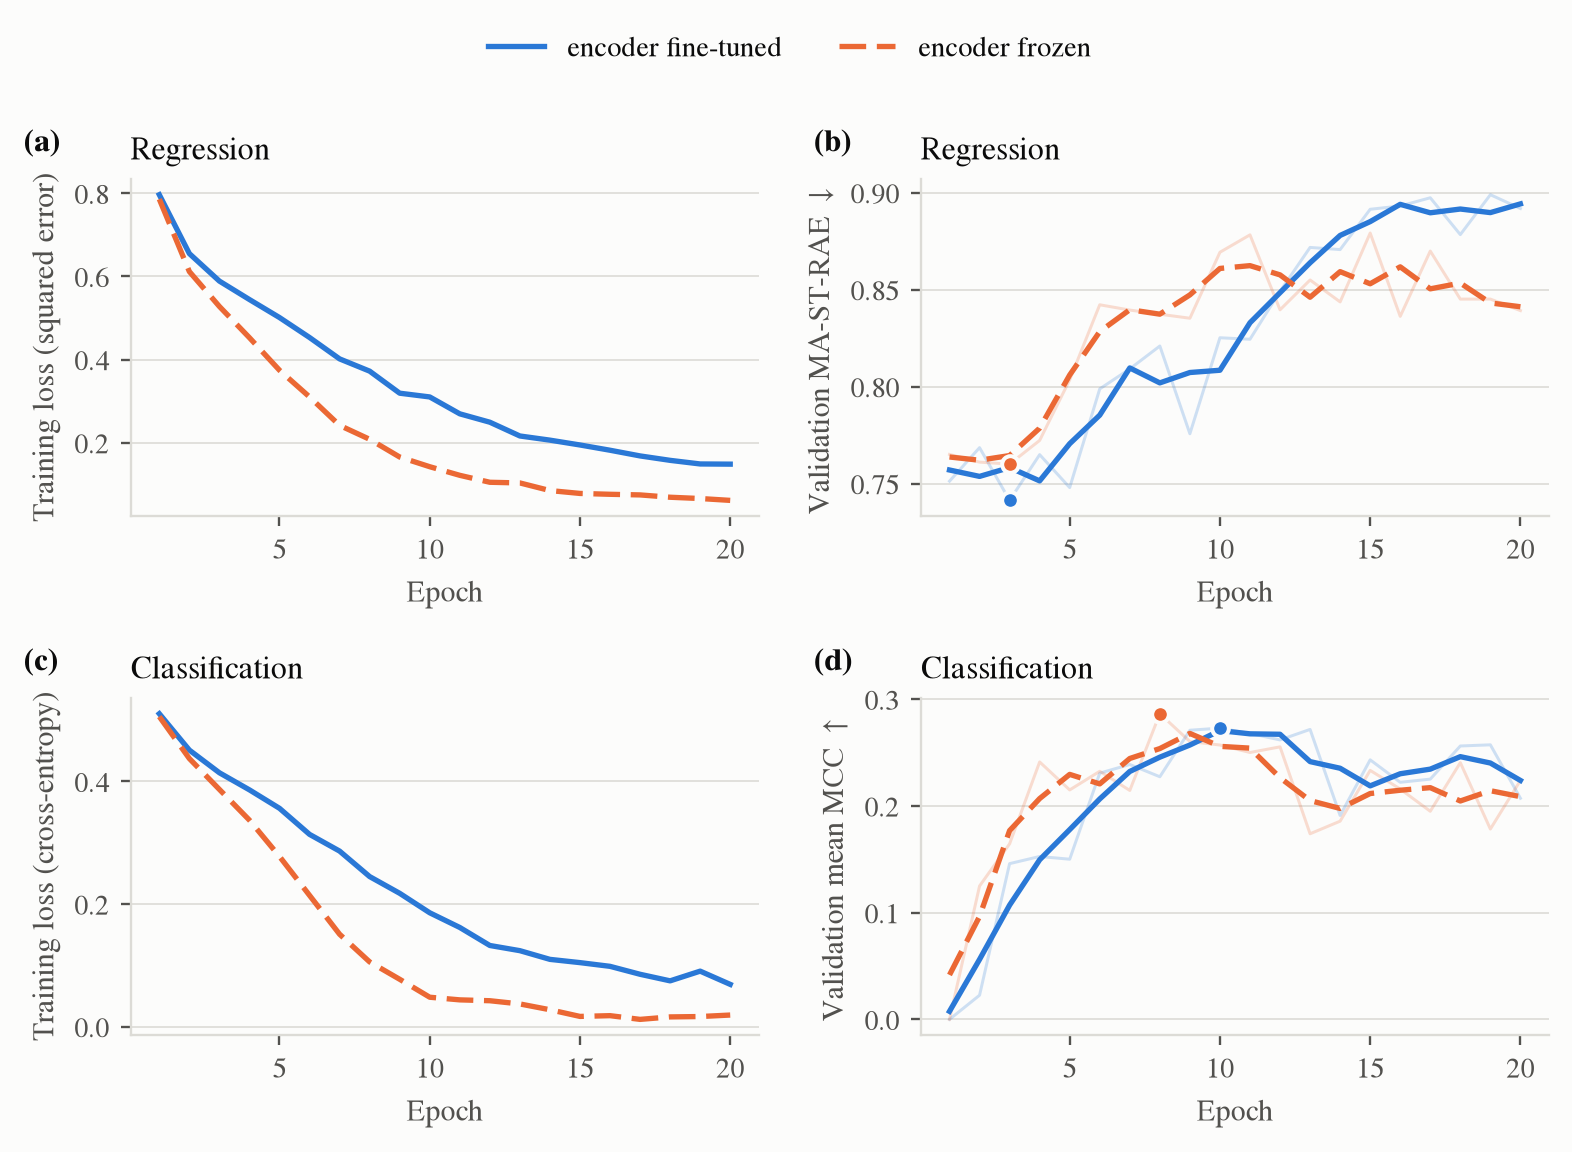 encoder fine-tuned
encoder frozen
(a)
Regression
Training loss (squared error)
0.8
0.6
0.4
0.2
5
10
15
20
Epoch
(b)
Regression
Validation MA-ST-RAE ↓
0.90
0.85
0.80
0.75
5
10
15
20
Epoch
(c)
Classification
Training loss (cross-entropy)
0.4
0.2
0.0
5
10
15
20
Epoch
(d)
Classification
Validation mean MCC ↑
0.3
0.2
0.1
0.0
5
10
15
20
Epoch